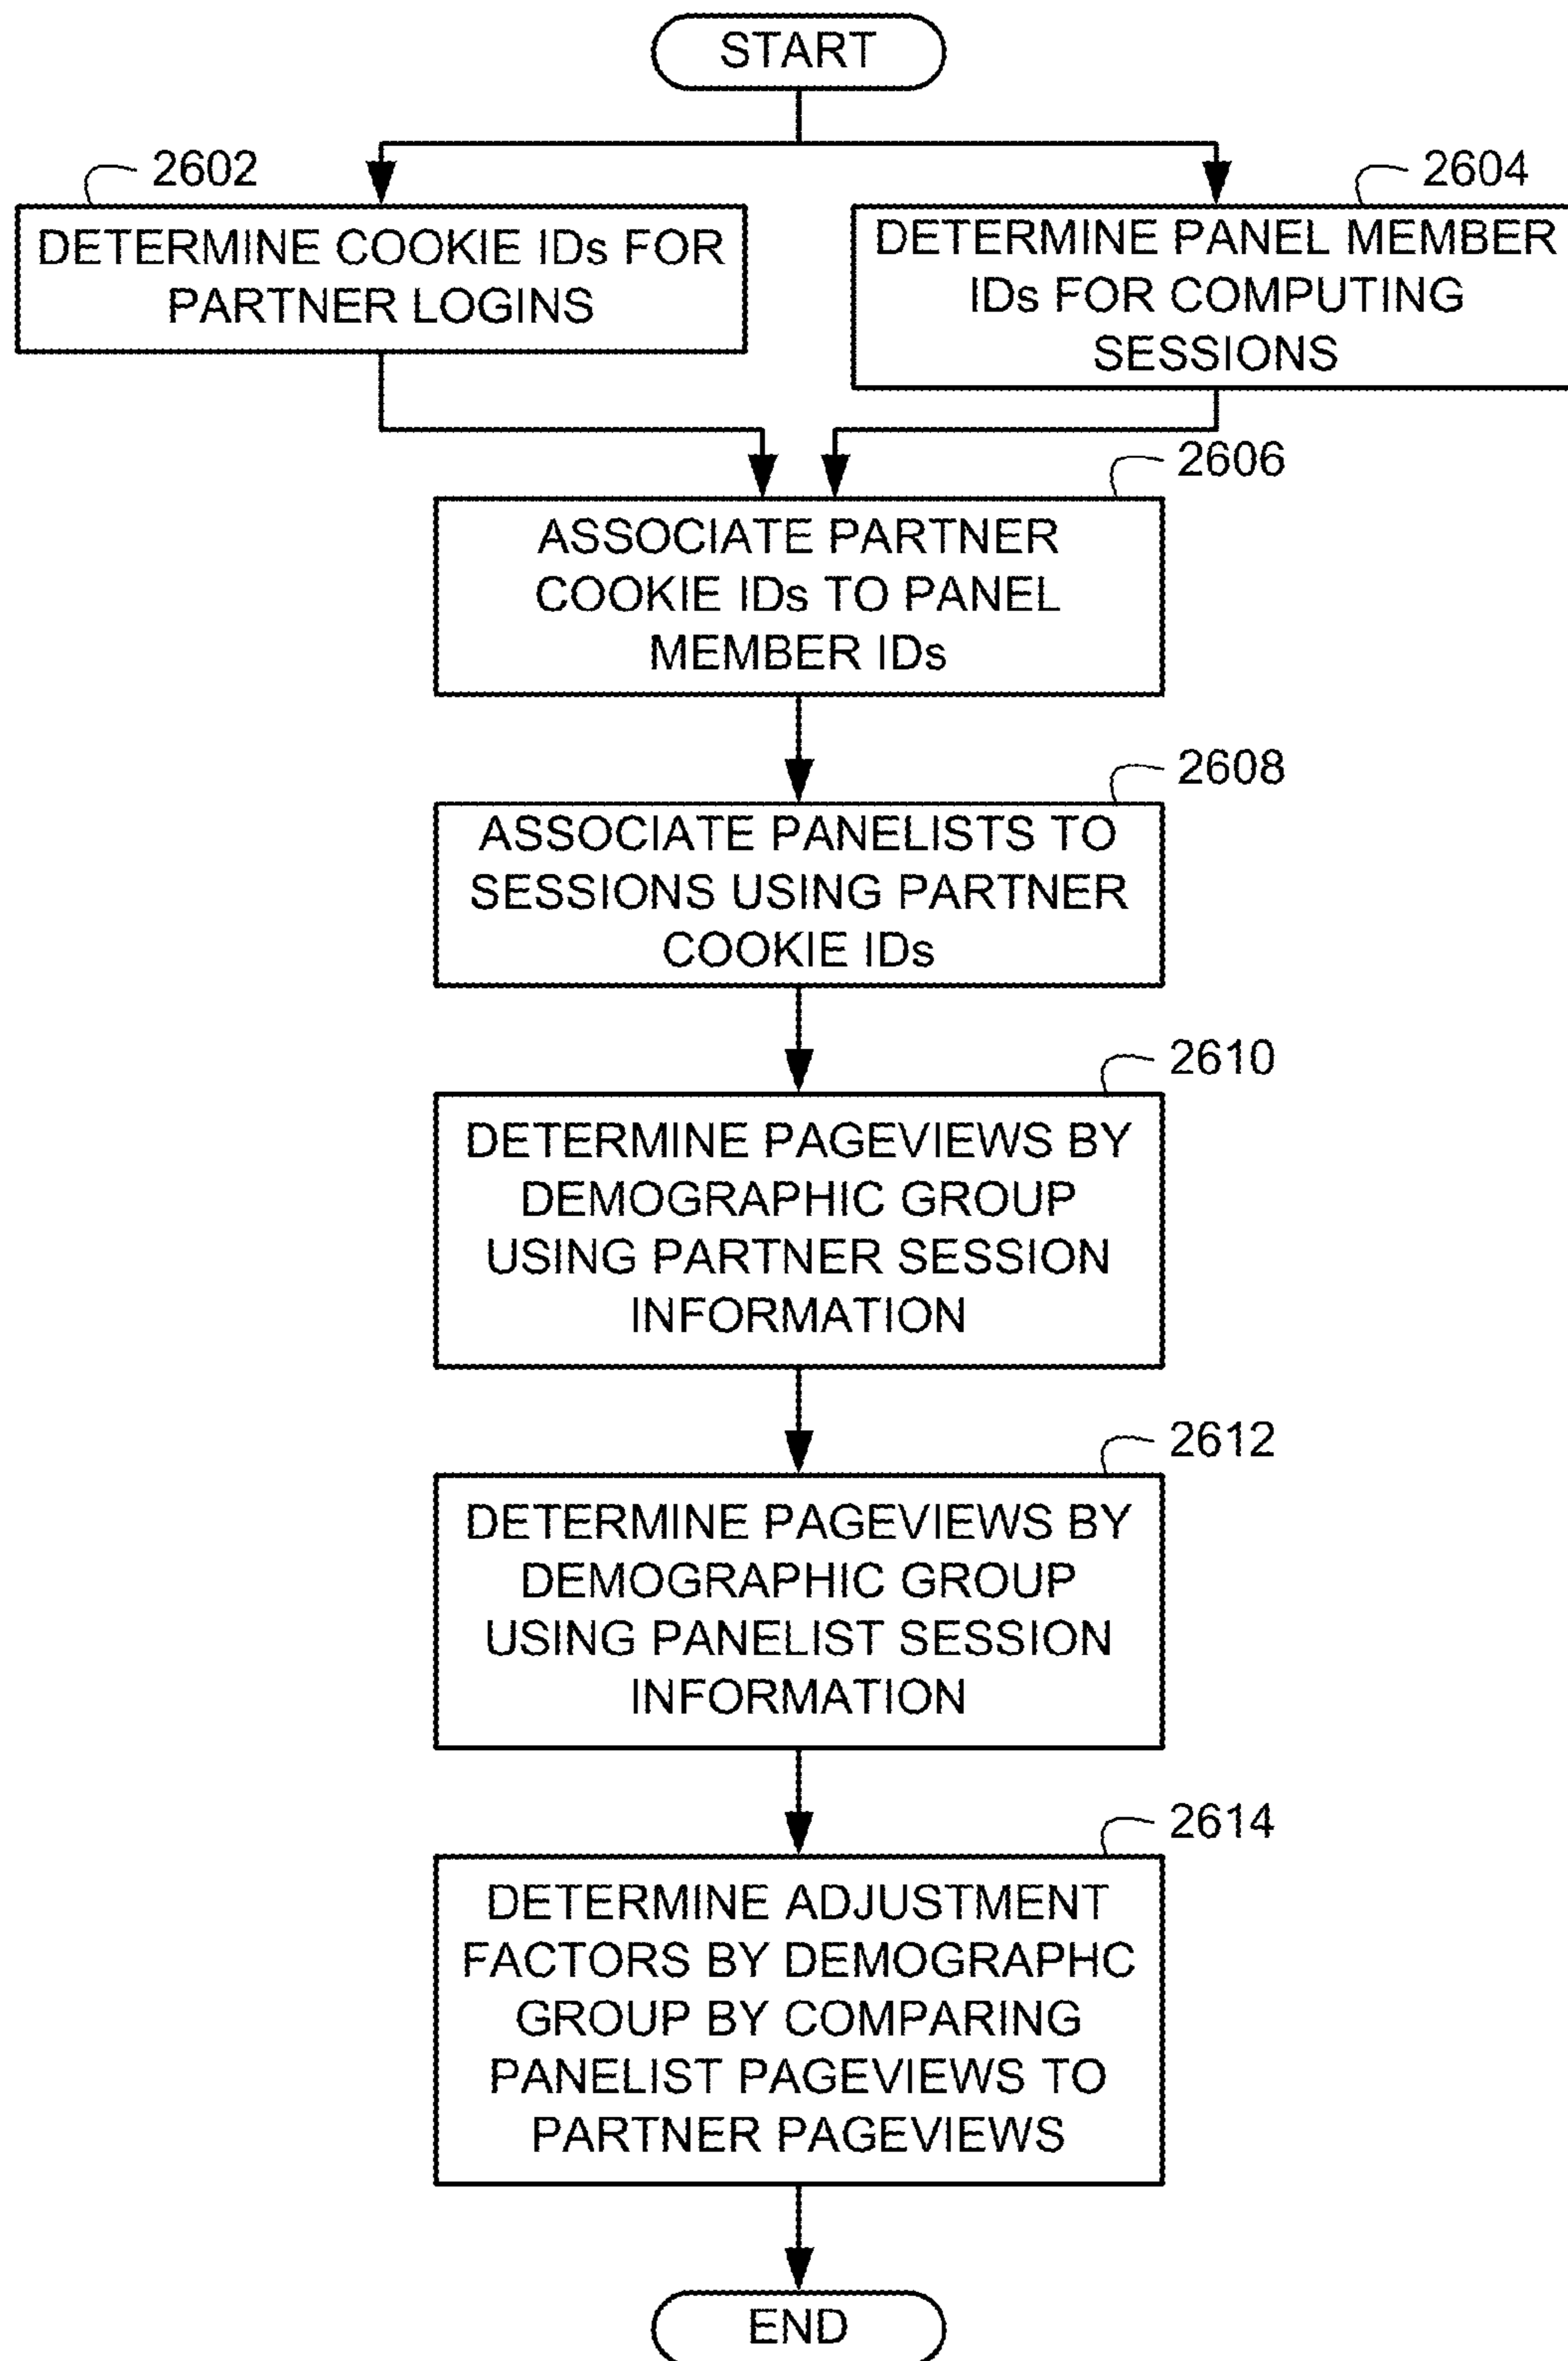 START
2602
DETERMINE COOKIE IDs FOR
PARTNER LOGINS
2604
DETERMINE PANEL MEMBER
IDs FOR COMPUTING
SESSIONS
2606
ASSOCIATE PARTNER
COOKIE IDs TO PANEL
MEMBER IDs
2608
ASSOCIATE PANELISTS TO
SESSIONS USING PARTNER
COOKIE IDs
2610
DETERMINE PAGEVIEWS BY
DEMOGRAPHIC GROUP
USING PARTNER SESSION
INFORMATION
2612
DETERMINE PAGEVIEWS BY
DEMOGRAPHIC GROUP
USING PANELIST SESSION
INFORMATION
2614
DETERMINE ADJUSTMENT
FACTORS BY DEMOGRAPHC
GROUP BY COMPARING
PANELIST PAGEVIEWS TO
PARTNER PAGEVIEWS
END